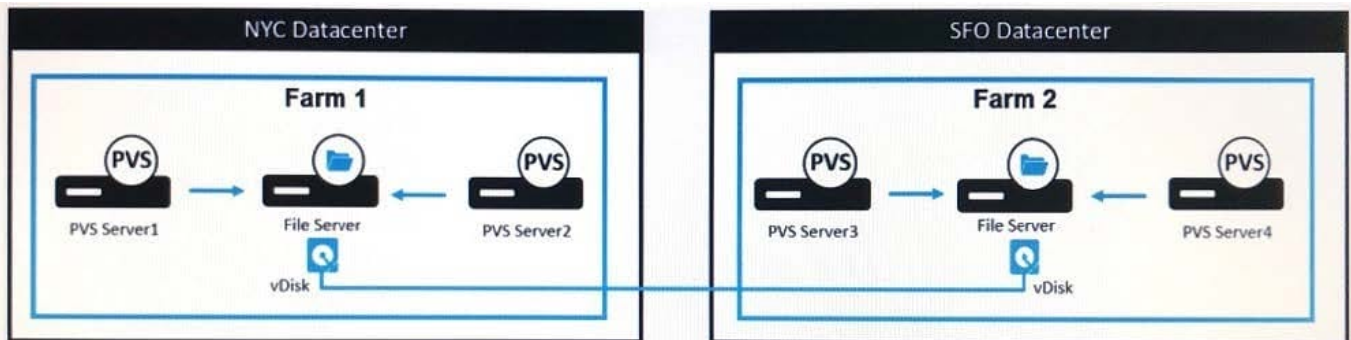 NYC Datacenter
Farm 1
PVS
PVS
PVS Server1
File Server
PVS Server2
vDisk
SFO Datacenter
Farm 2
PVS
PVS
PVS Server3
File Server
PVS Server4
vDisk